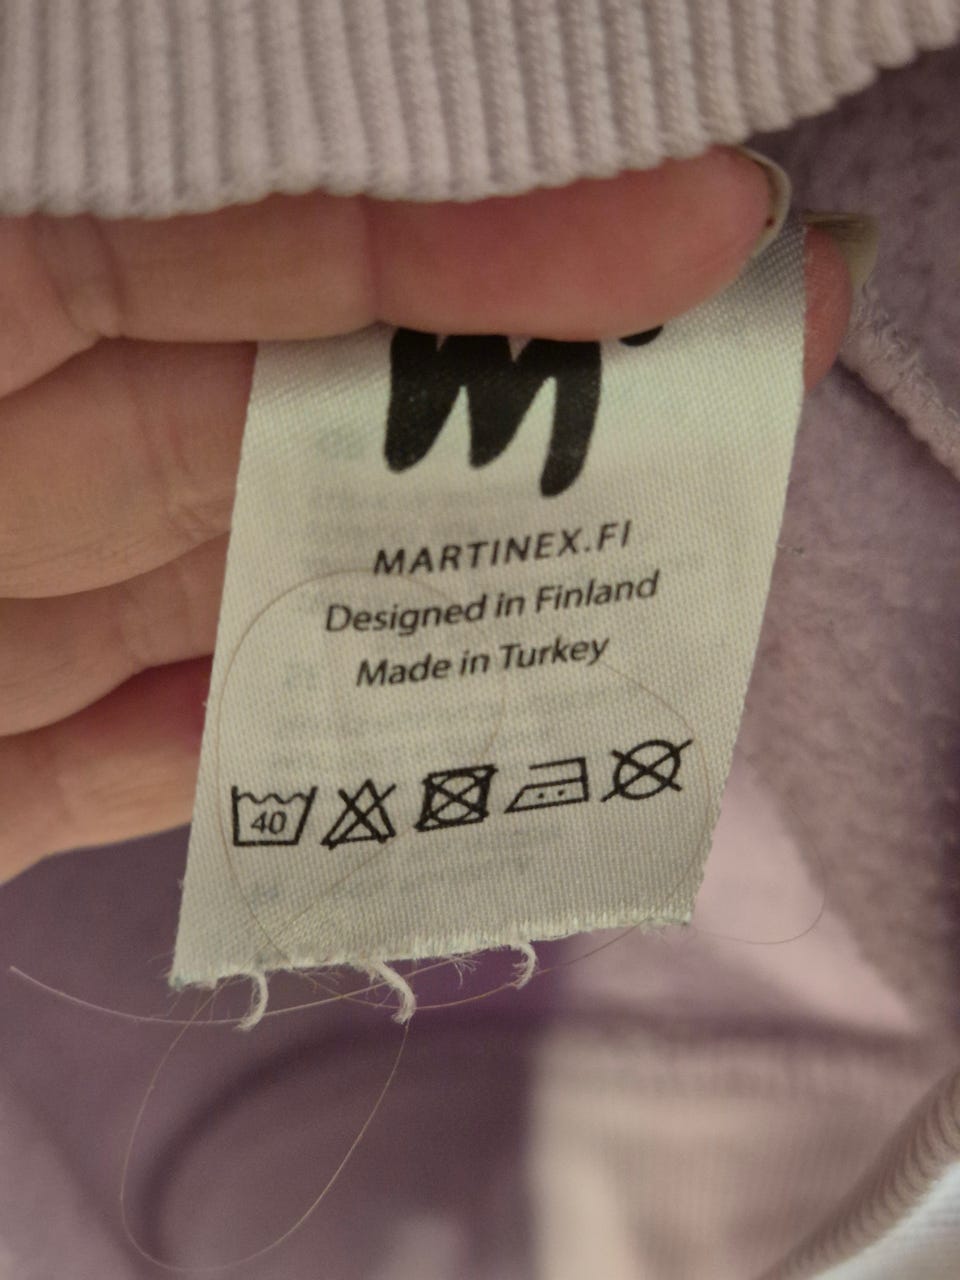 m
MARTINEX.FI
Designed in Finland
Made in Turkey
40